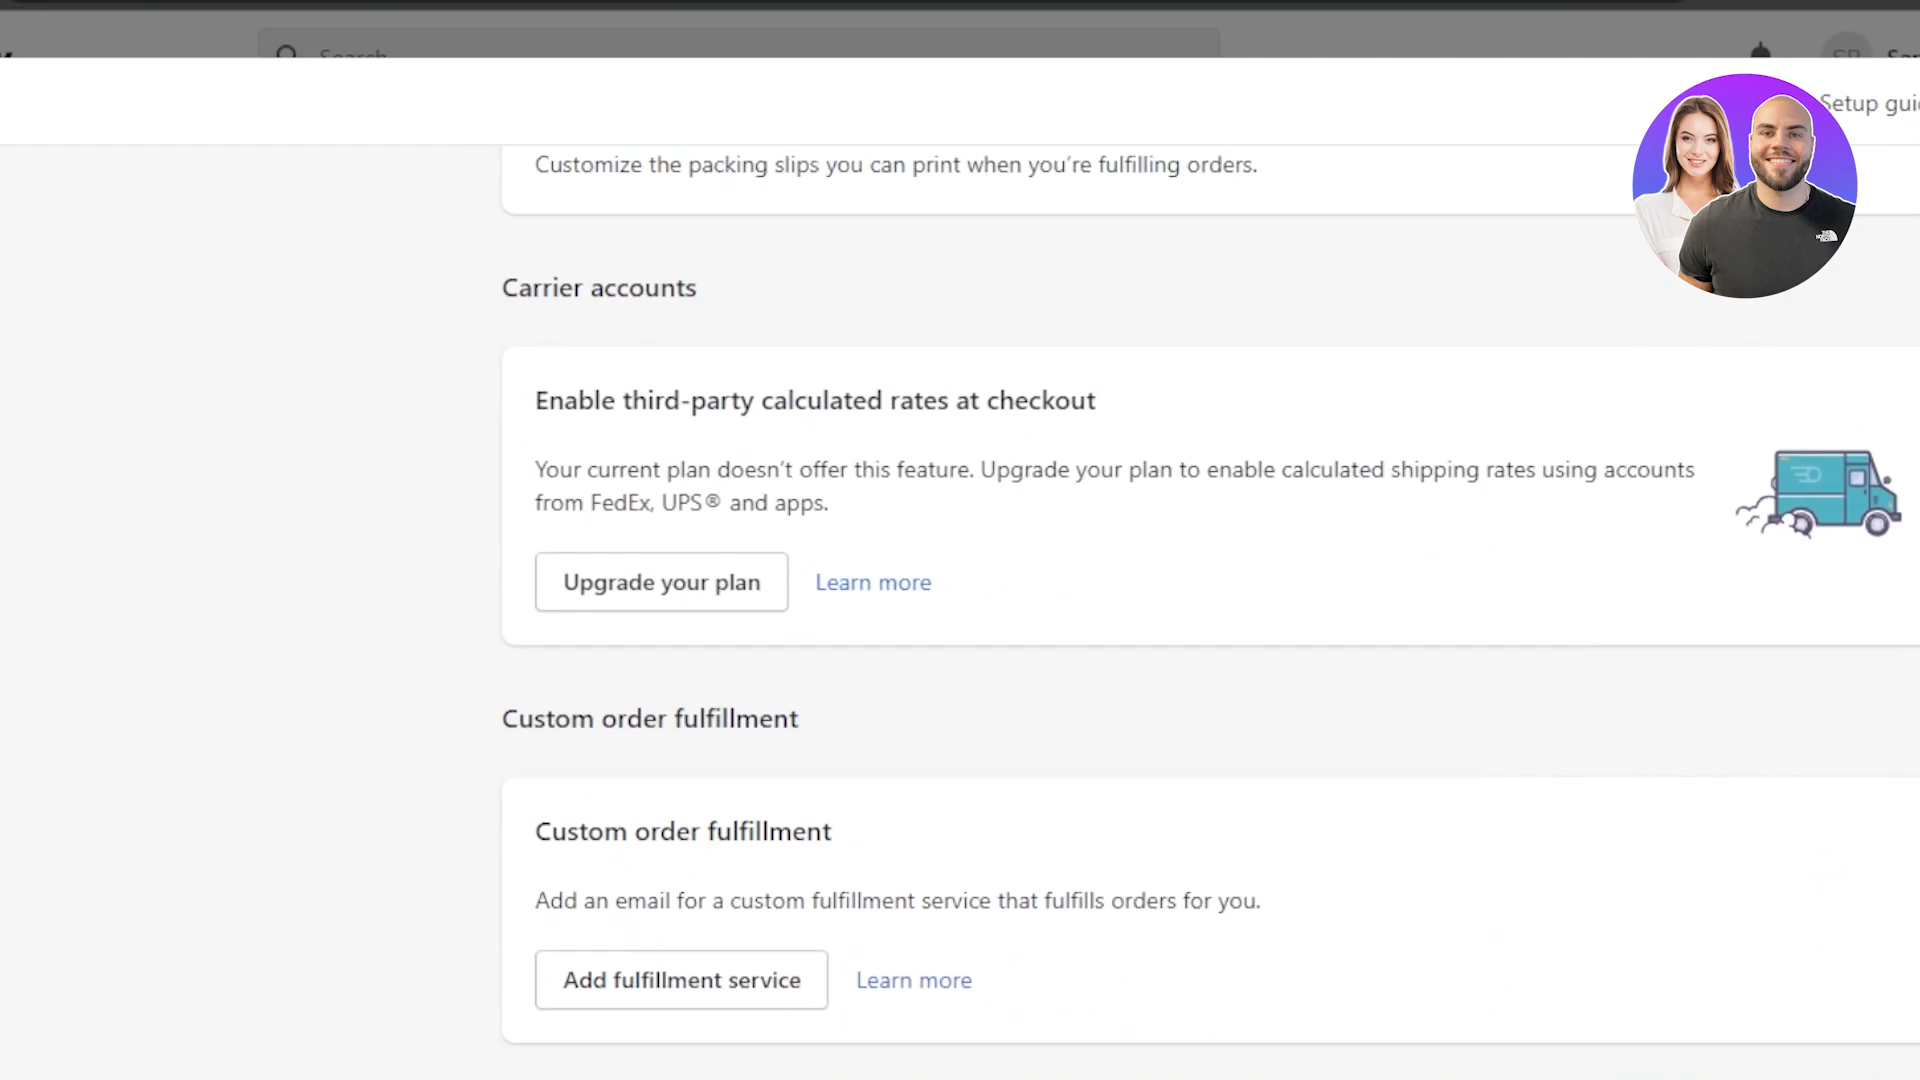 Search
SP
Setup
Customize the packing slips you can print when you’re fulfilling orders.
Carrier accounts
Enable third-party calculated rates at checkout
Your current plan doesn’t offer this feature. Upgrade your plan to enable calculated shipping rates using accounts
from FedEx, UPS® and apps.
Upgrade your plan
Learn more
Custom order fulfillment
Custom order fulfillment
Add an email for a custom fulfillment service that fulfills orders for you.
Add fulfillment service
Learn more